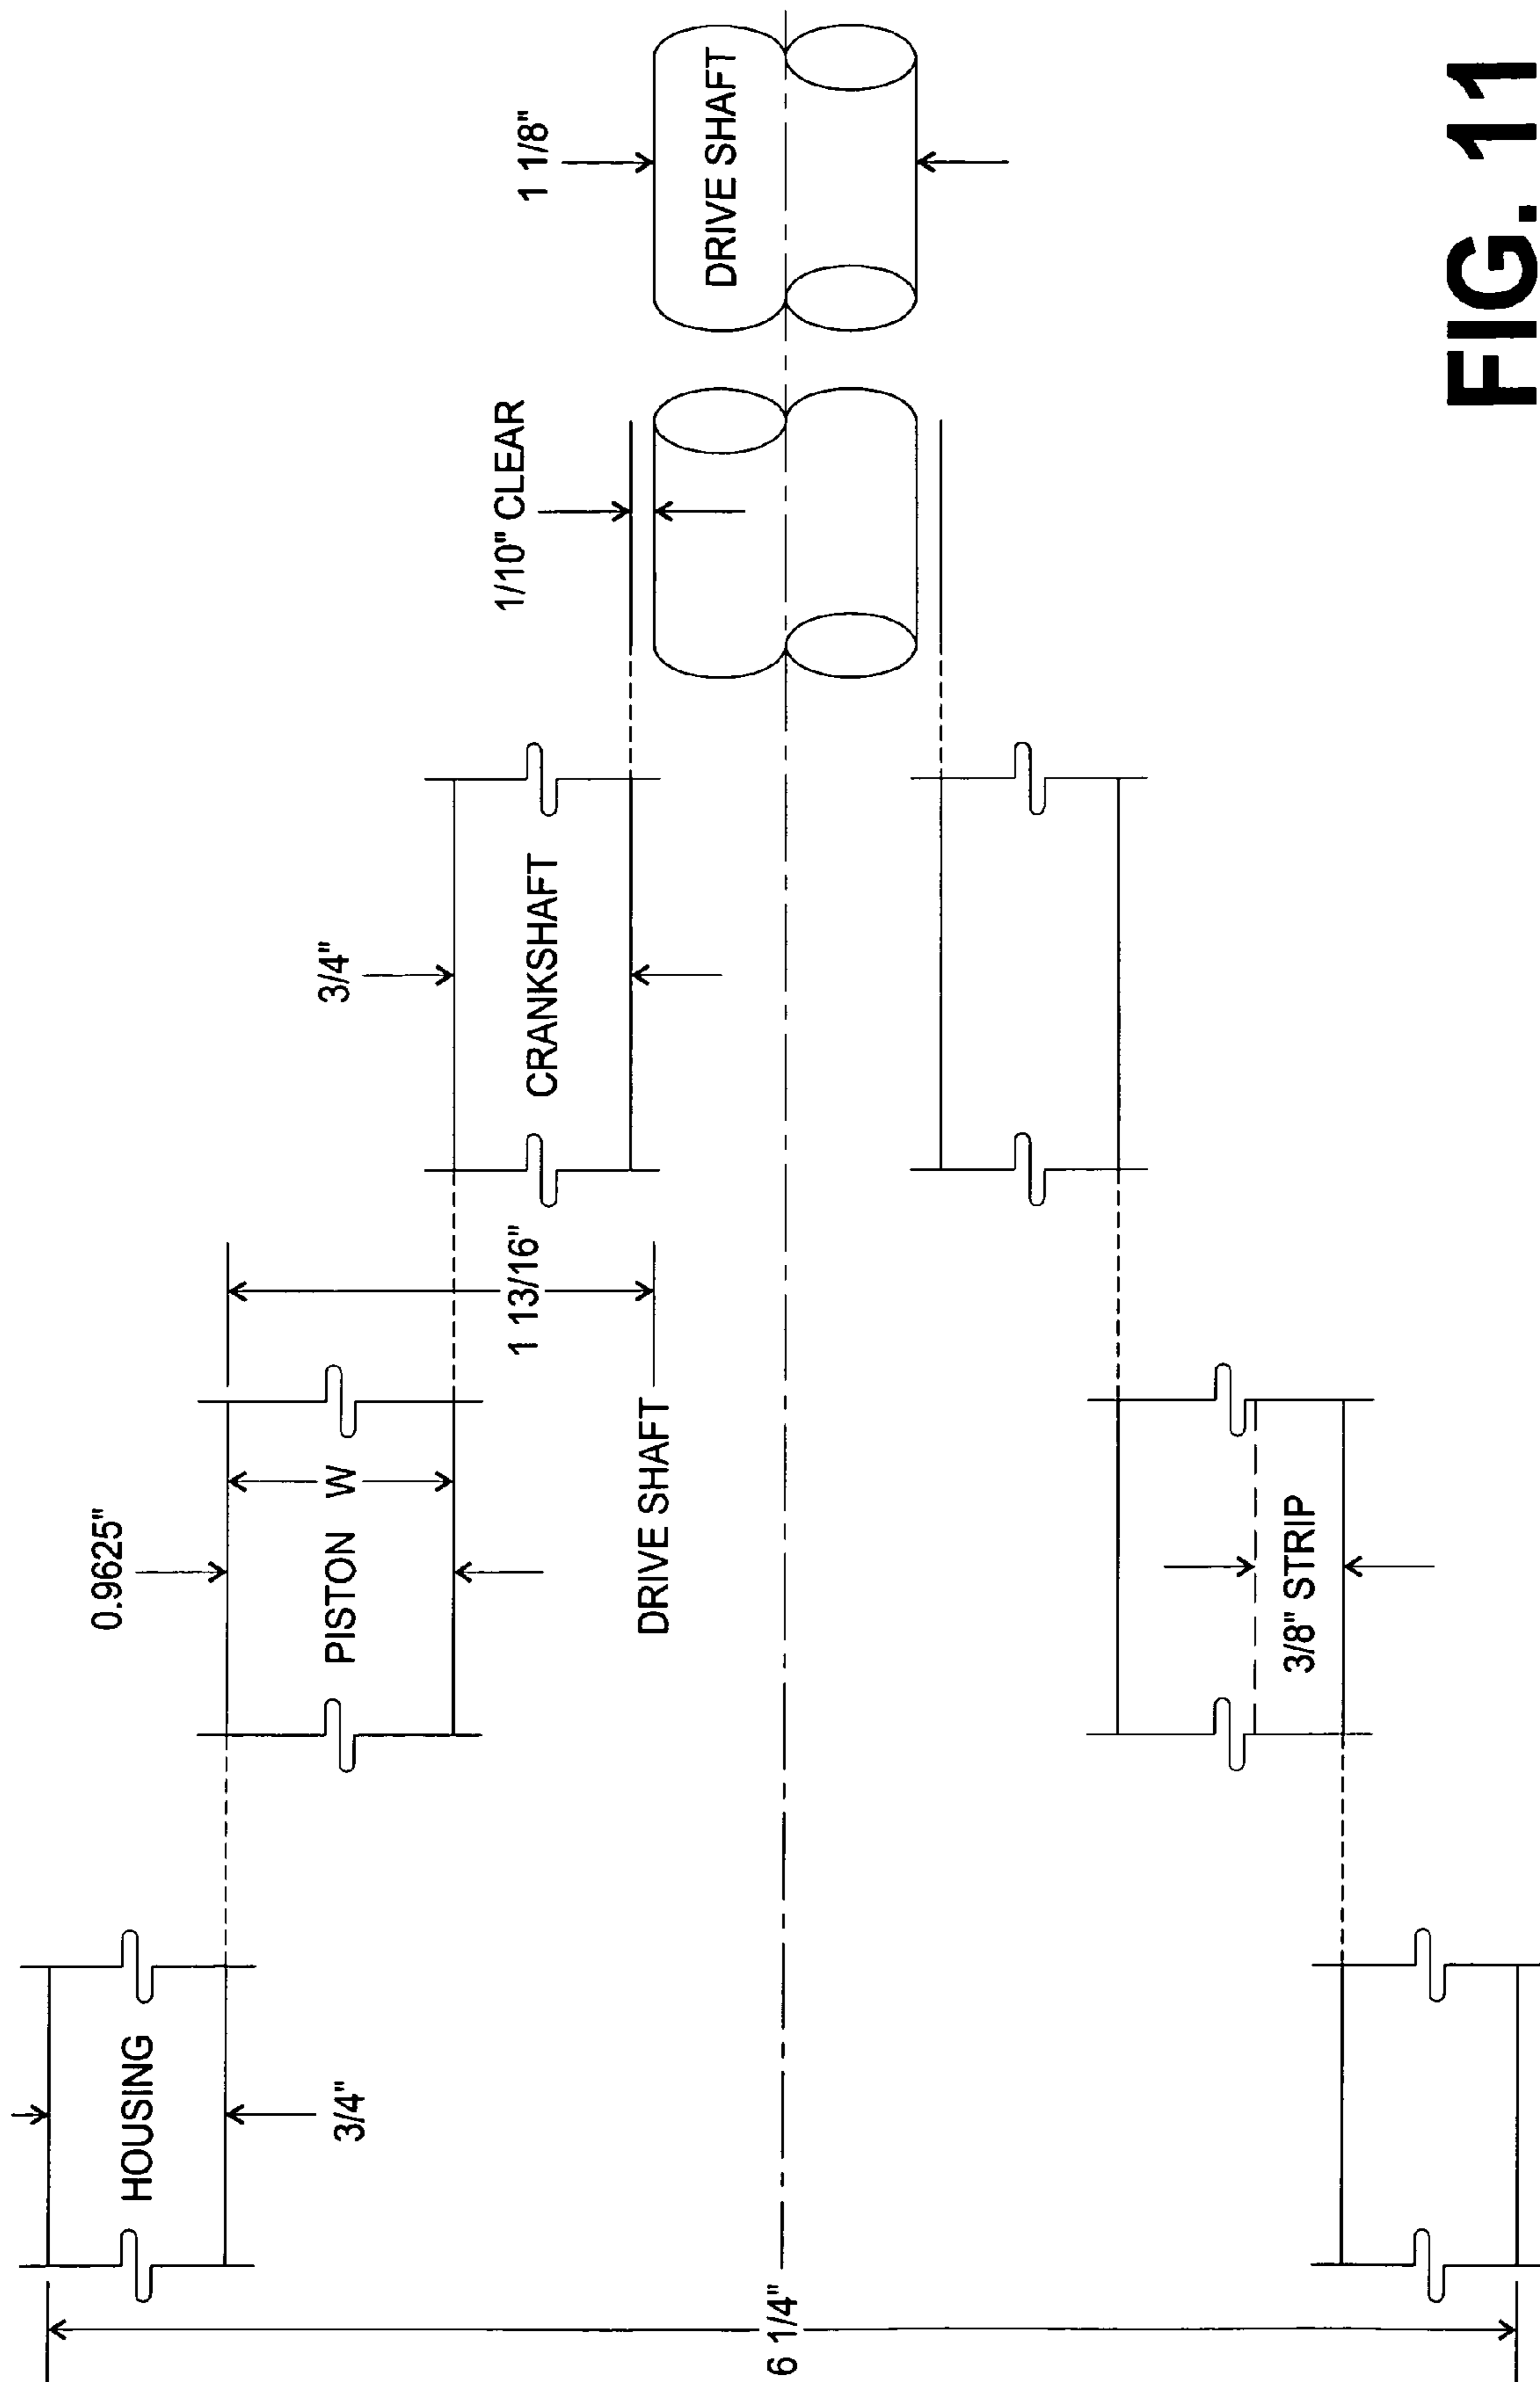 6 1/4"
HOUSING
3/4"
0.9625"
PISTON W
DRIVE SHAFT
3/8" STRIP
1 13/16"
3/4"
CRANKSHAFT
1/10" CLEAR
1 1/8"
DRIVE SHAFT
FIG. 11